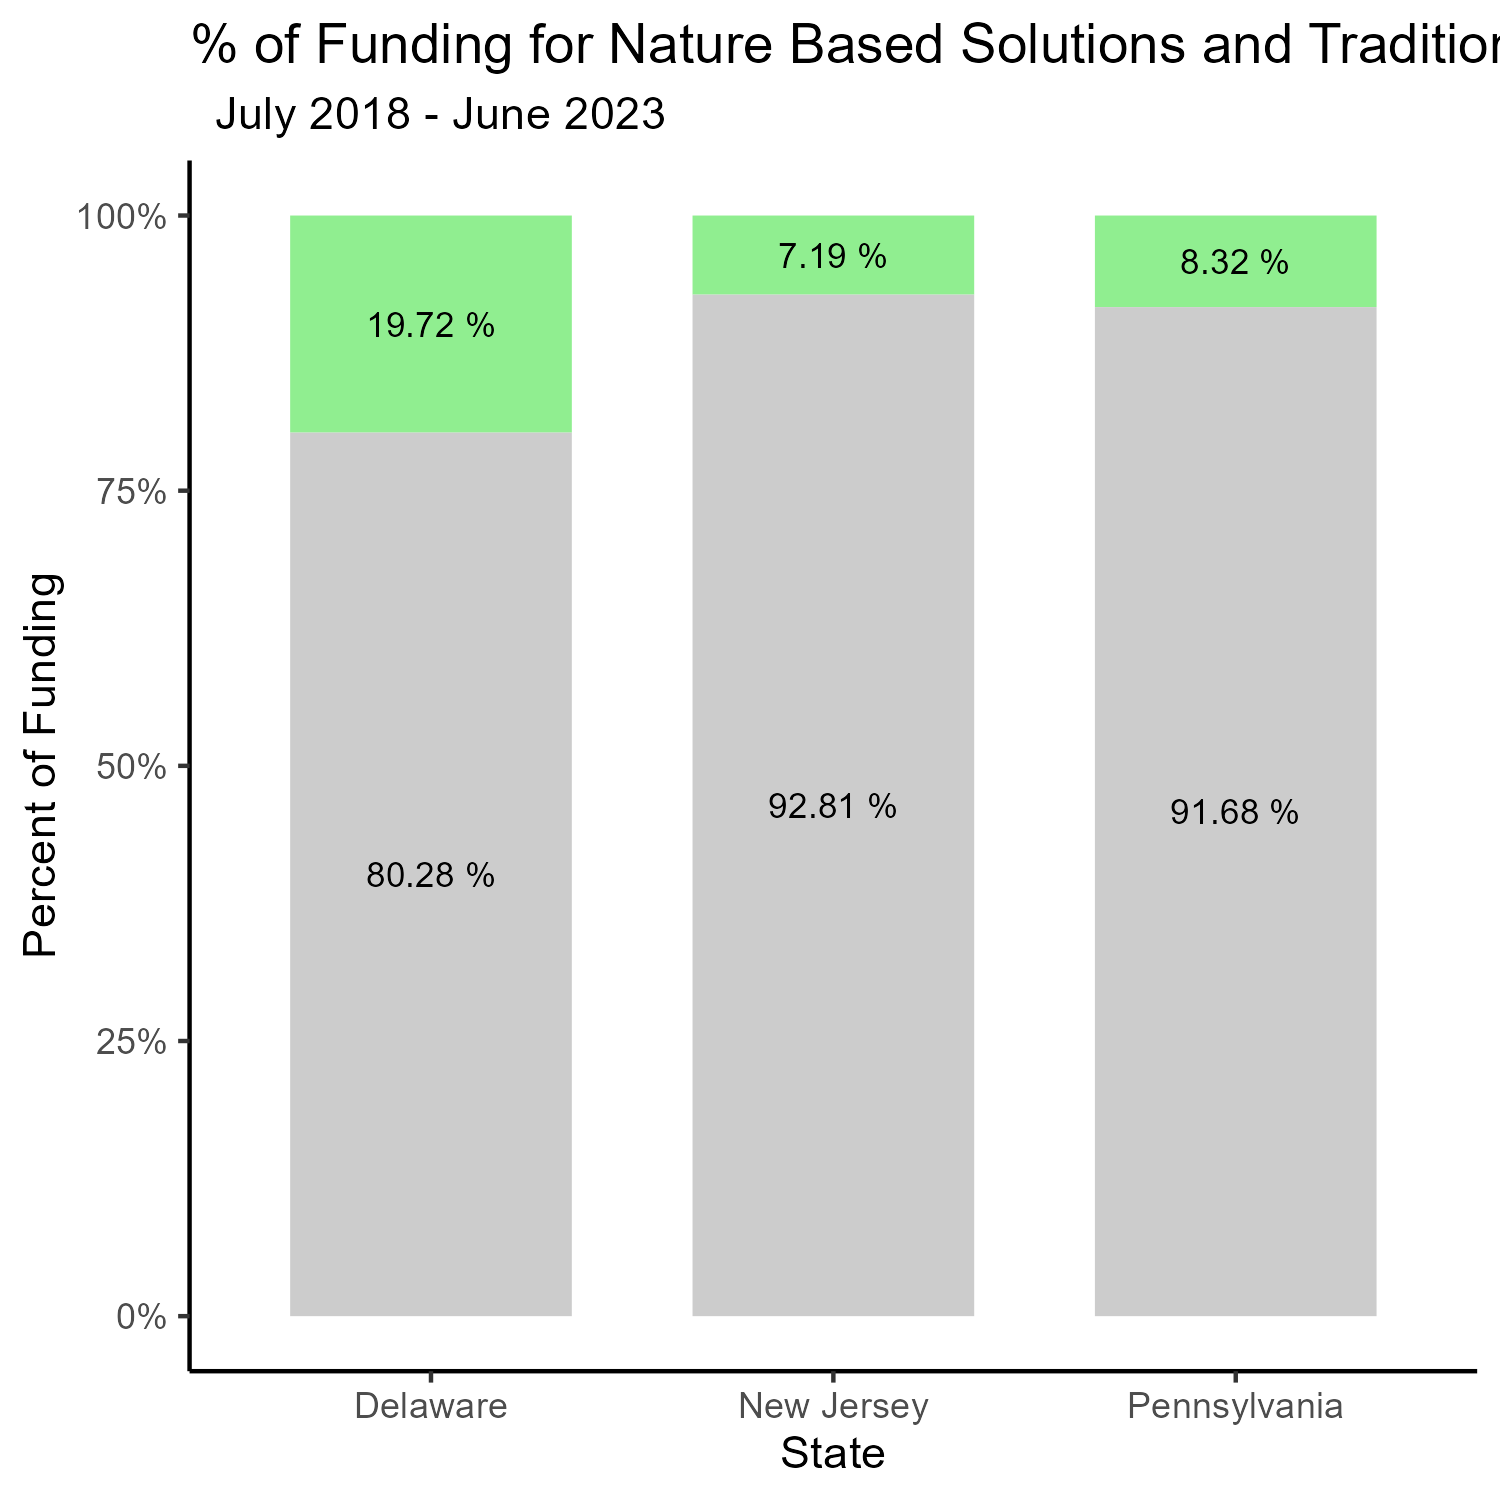 % of Funding for Nature Based Solutions and
July 2018 - June 2023
100%
75%
50%
25%
0%
Percent of Funding
19.72 %
7.19 %
8.32 %
80.28 %
92.81 %
91.68 %
Delaware
New Jersey
Pennsylvania
State